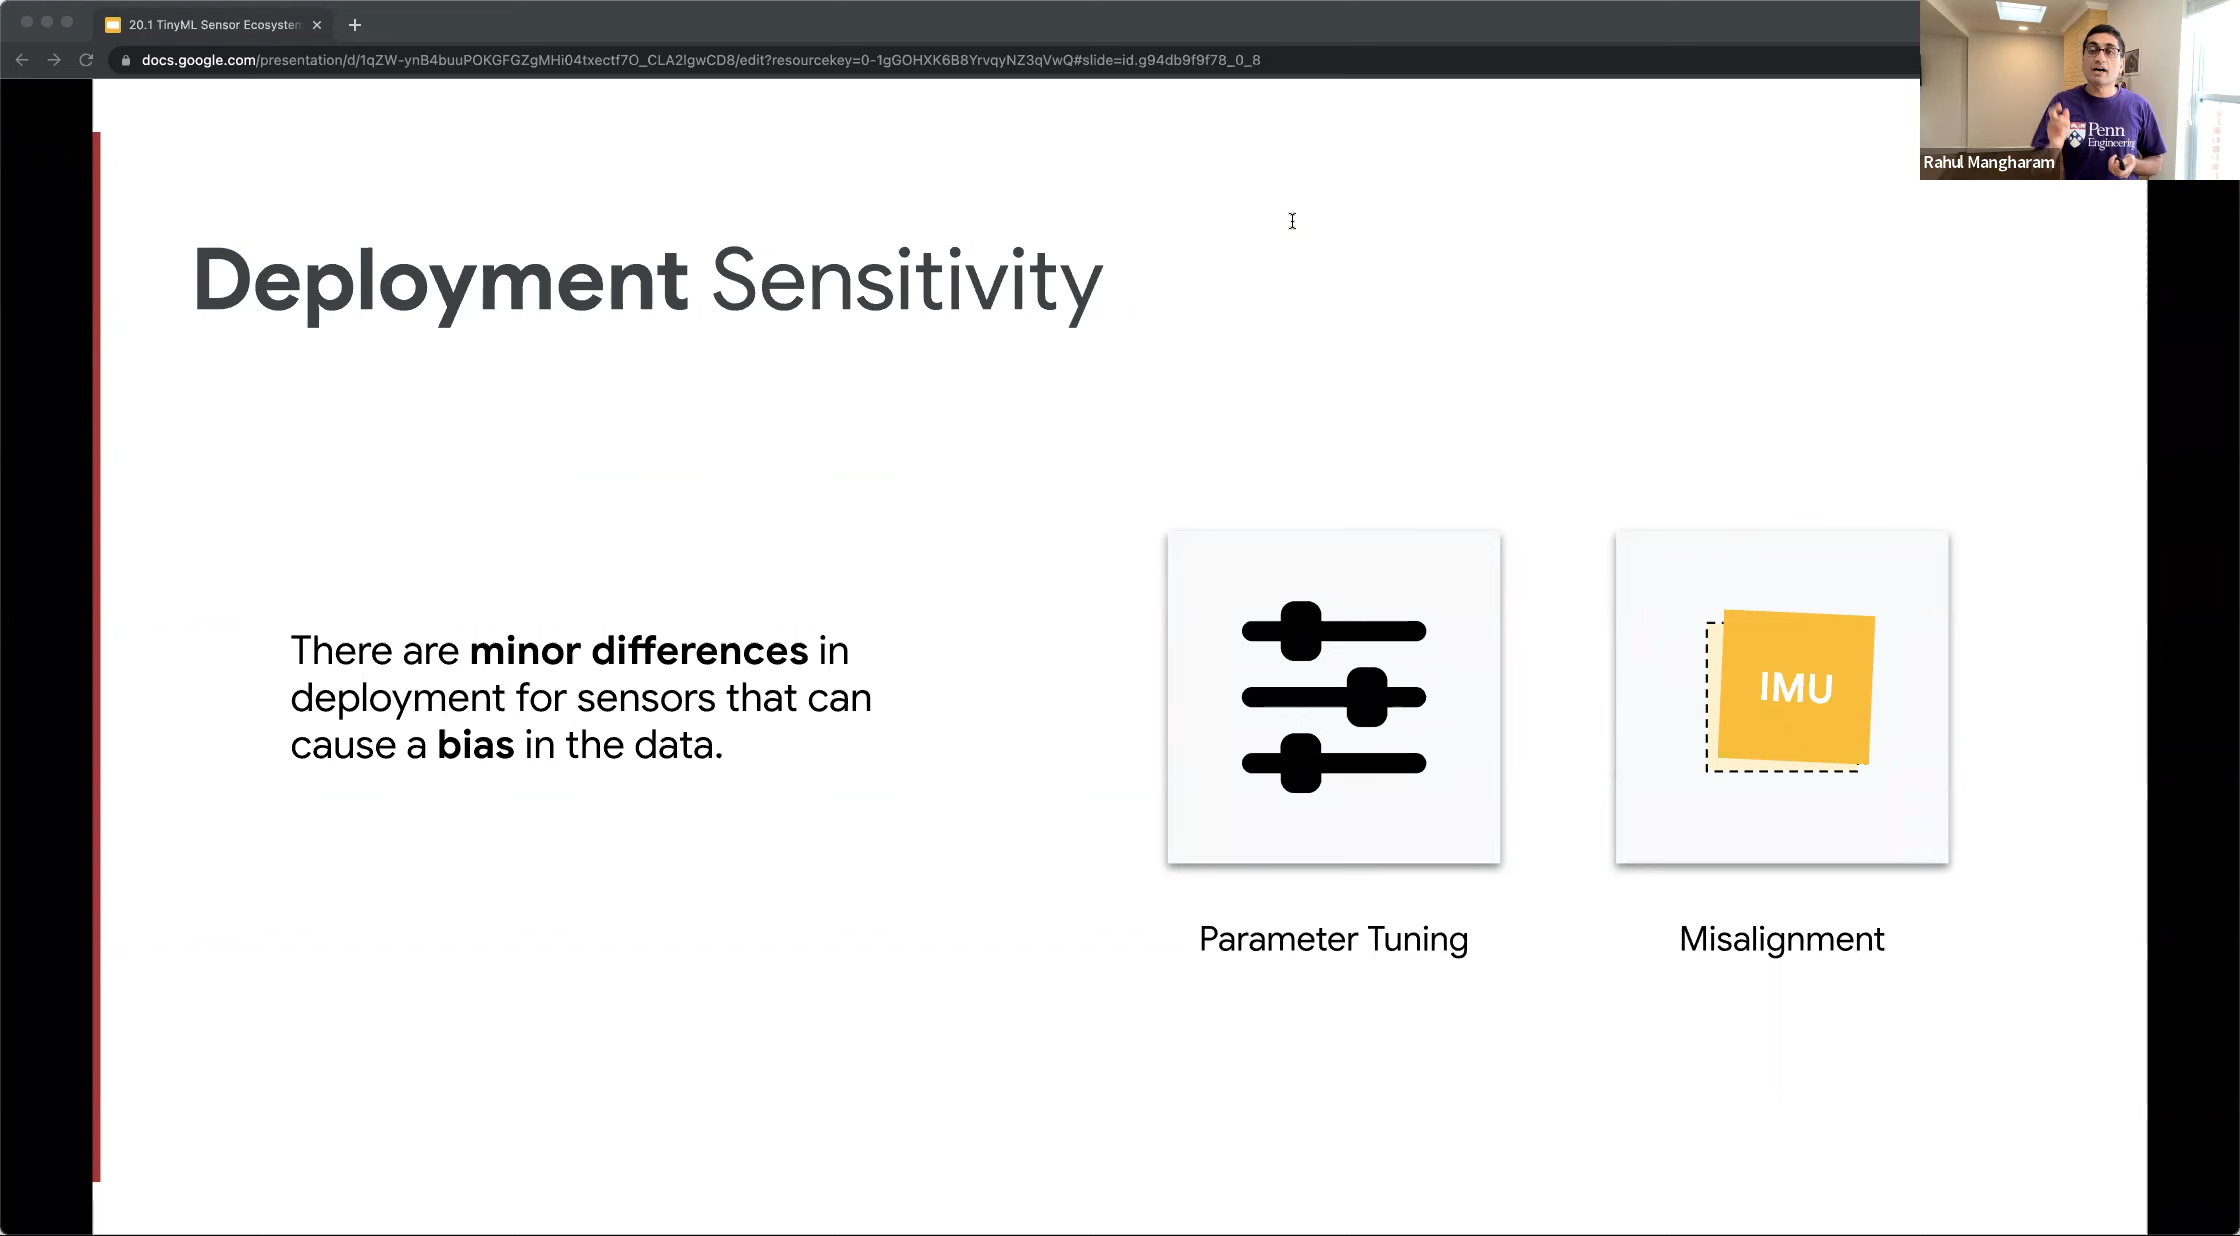 20.1 TinyML Sensor Ecosystem
docs.google.com/presentation/d/1qZW-ynB4buuPOKGFGZgMHi04txectf7O_CLA2lgwCD8/edit?resourcekey=0-1gGOHXK6B8YrvqyNZ3qVwQ#slide=id.g94db9f9f78_0_8
Penn
Engineering
Rahul Mangharam
Deployment Sensitivity
There are minor differences in
deployment for sensors that can
cause a bias in the data.
IMU
Parameter Tuning
Misalignment